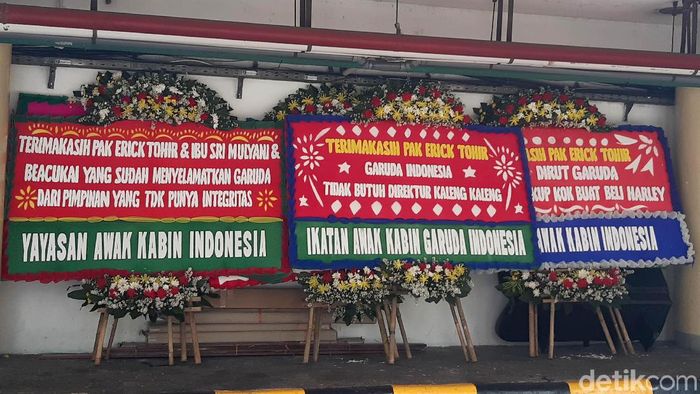 TERIMAKASIH PAK ERICK TOHIR & IBU SRI MULYANI &
BEACUKAI YANG SUDAH MENYELAMATKAN GARUDA
DARI PIMPINAN YANG TDK PUNYA INTEGRITAS
YAYASAN AWAK KABIN INDONESIA
TERIMAKASIH PAK ERICK TOHIR
GARUDA INDONESIA
TIDAK BUTUH DIREKTUR KALENG KALENG
IKATAN AWAK KABIN GARUDA INDONESIA
ASIH PAK ERICK TOHIR
DIRUT GARUDA
KUP KOK BUAT BELI HARLEY
WAK KABIN INDONESIA
detikcom